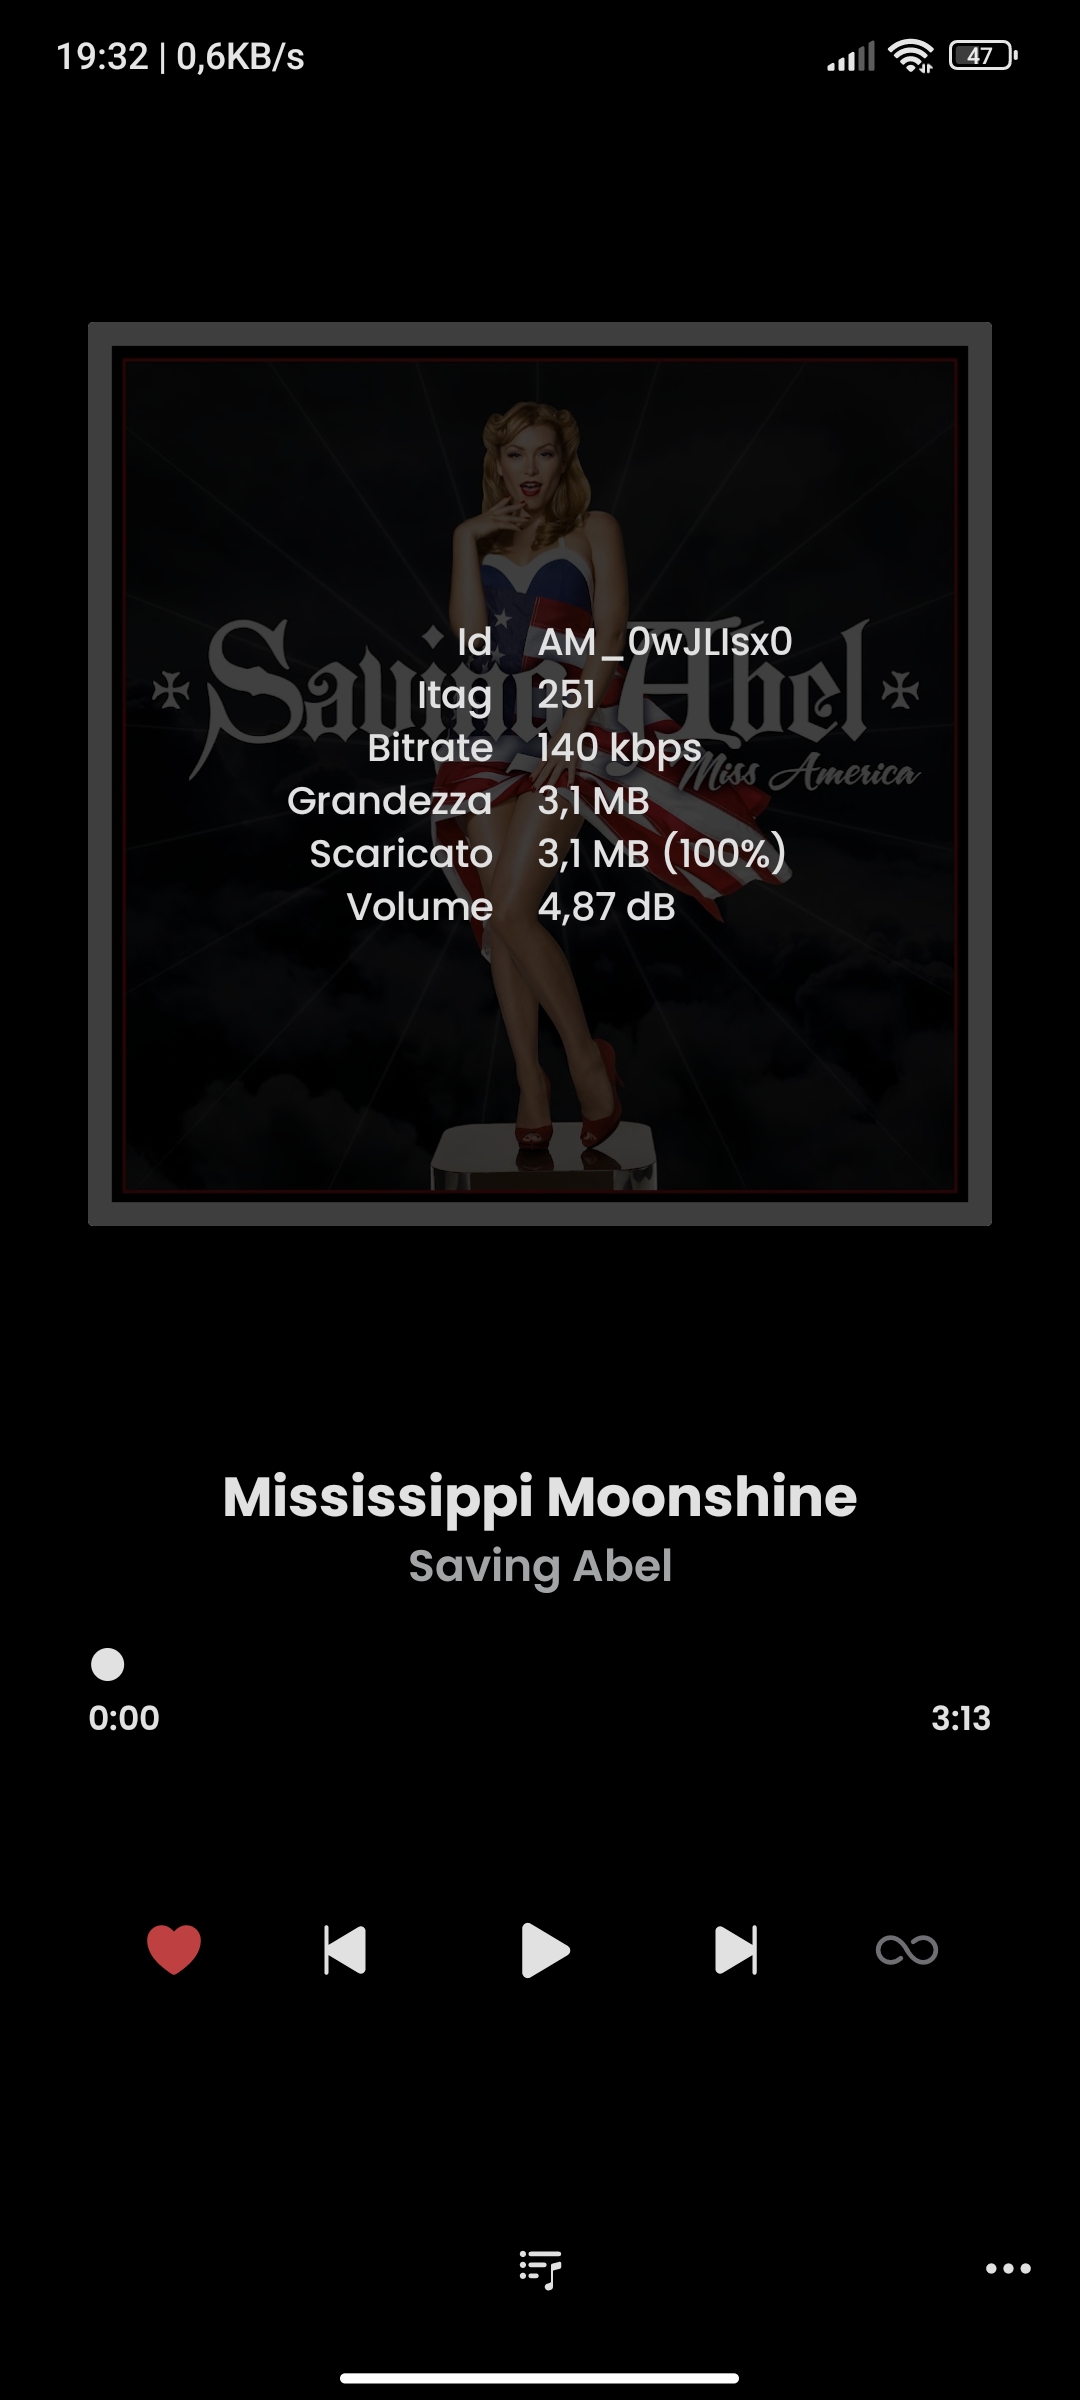 19:32 | 0,6KB/s
47
Saving Abel
Miss America
Id AM_0wJLIsx0
Itag 251
Bitrate 140 kbps
Grandezza 3,1 MB
Scaricato 3,1 MB (100%)
Volume 4,87 dB
Mississippi Moonshine
Saving Abel
0:00
3:13